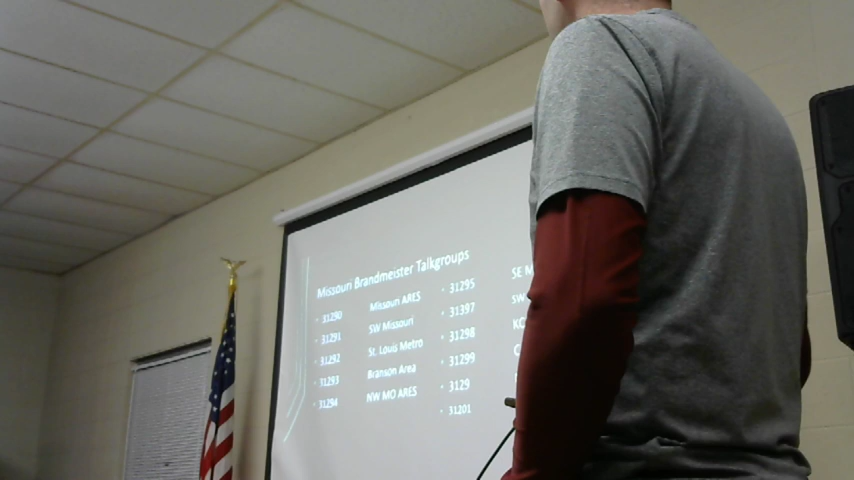 Missouri Brandmeister Talkgroups
31290 Missouri ARES
31291 SW Missouri
31292 St. Louis Metro
31293 Branson Area
31294 NW MO ARES
31295 SE
31397
31298
31299
3129
31201